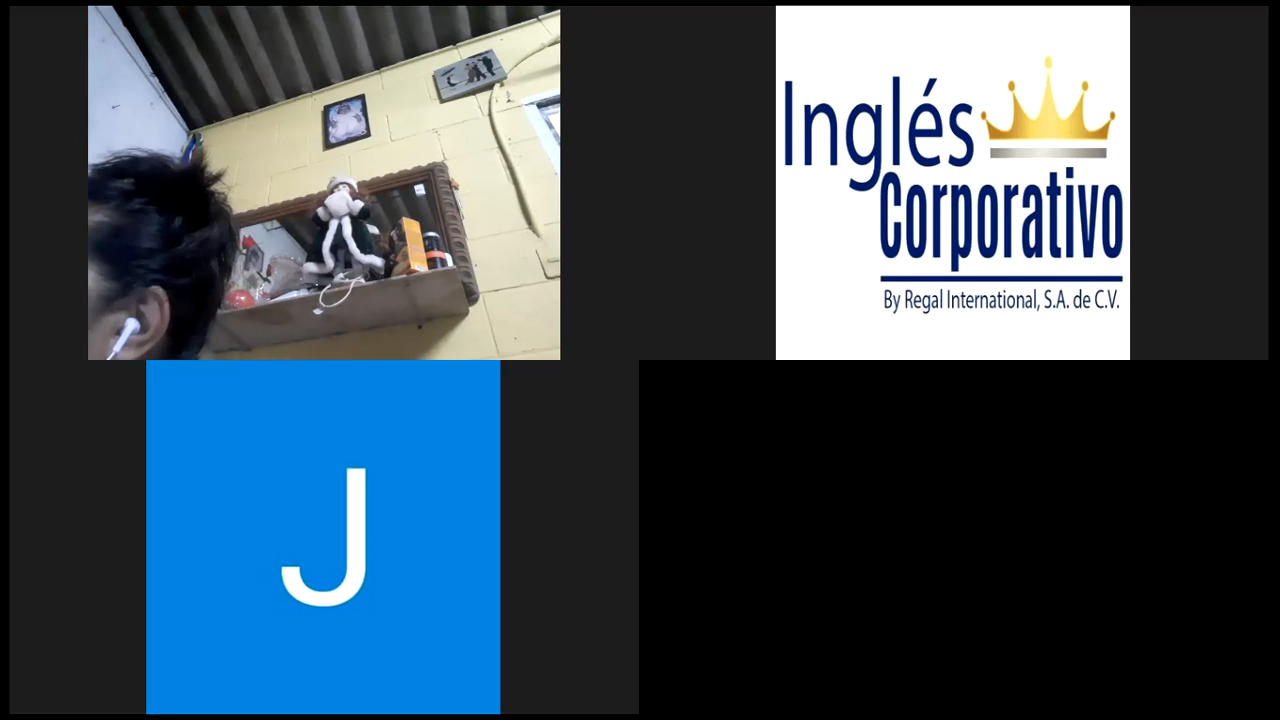 Inglés
Corporativo
By Regal International, S.A. de C.V.
J